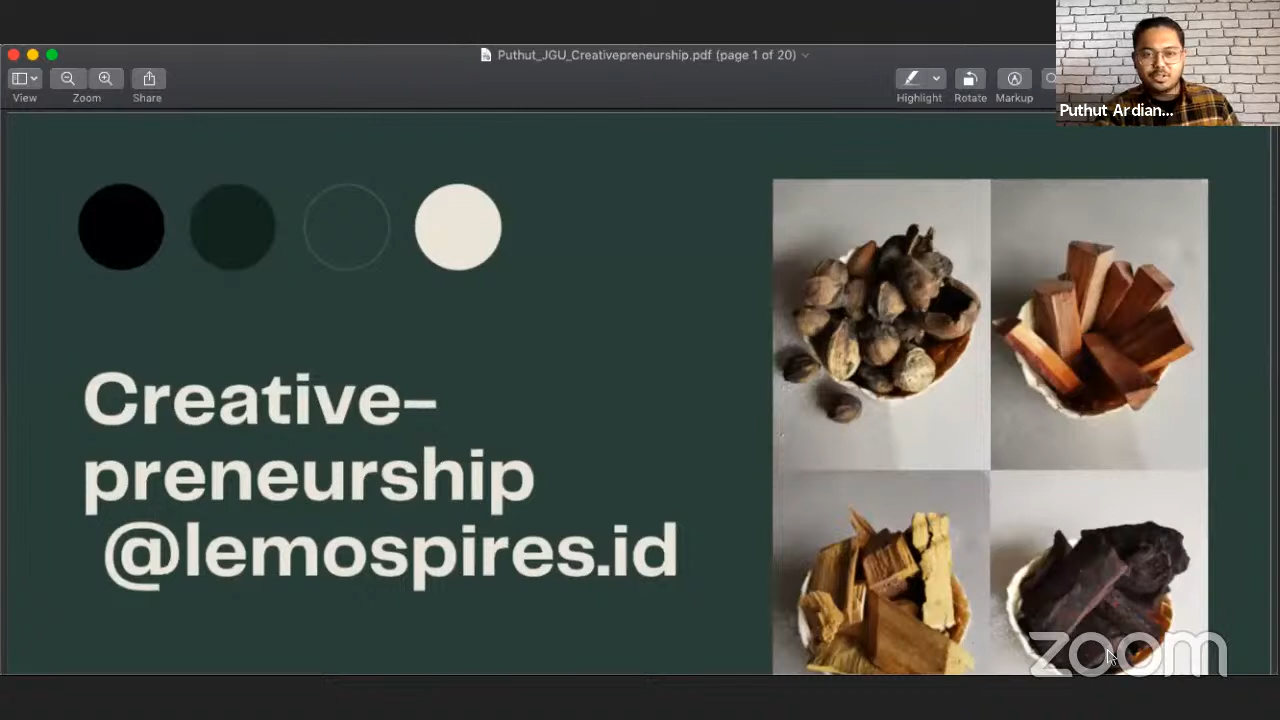 Puthut_JGU_Creativepreneurship.pdf (page 1 of 20)
View
Zoom
Share
Highlight
Rotate
Markup
Puthut Ardian...
Creative-
preneurship
@lemospires.id
zoom